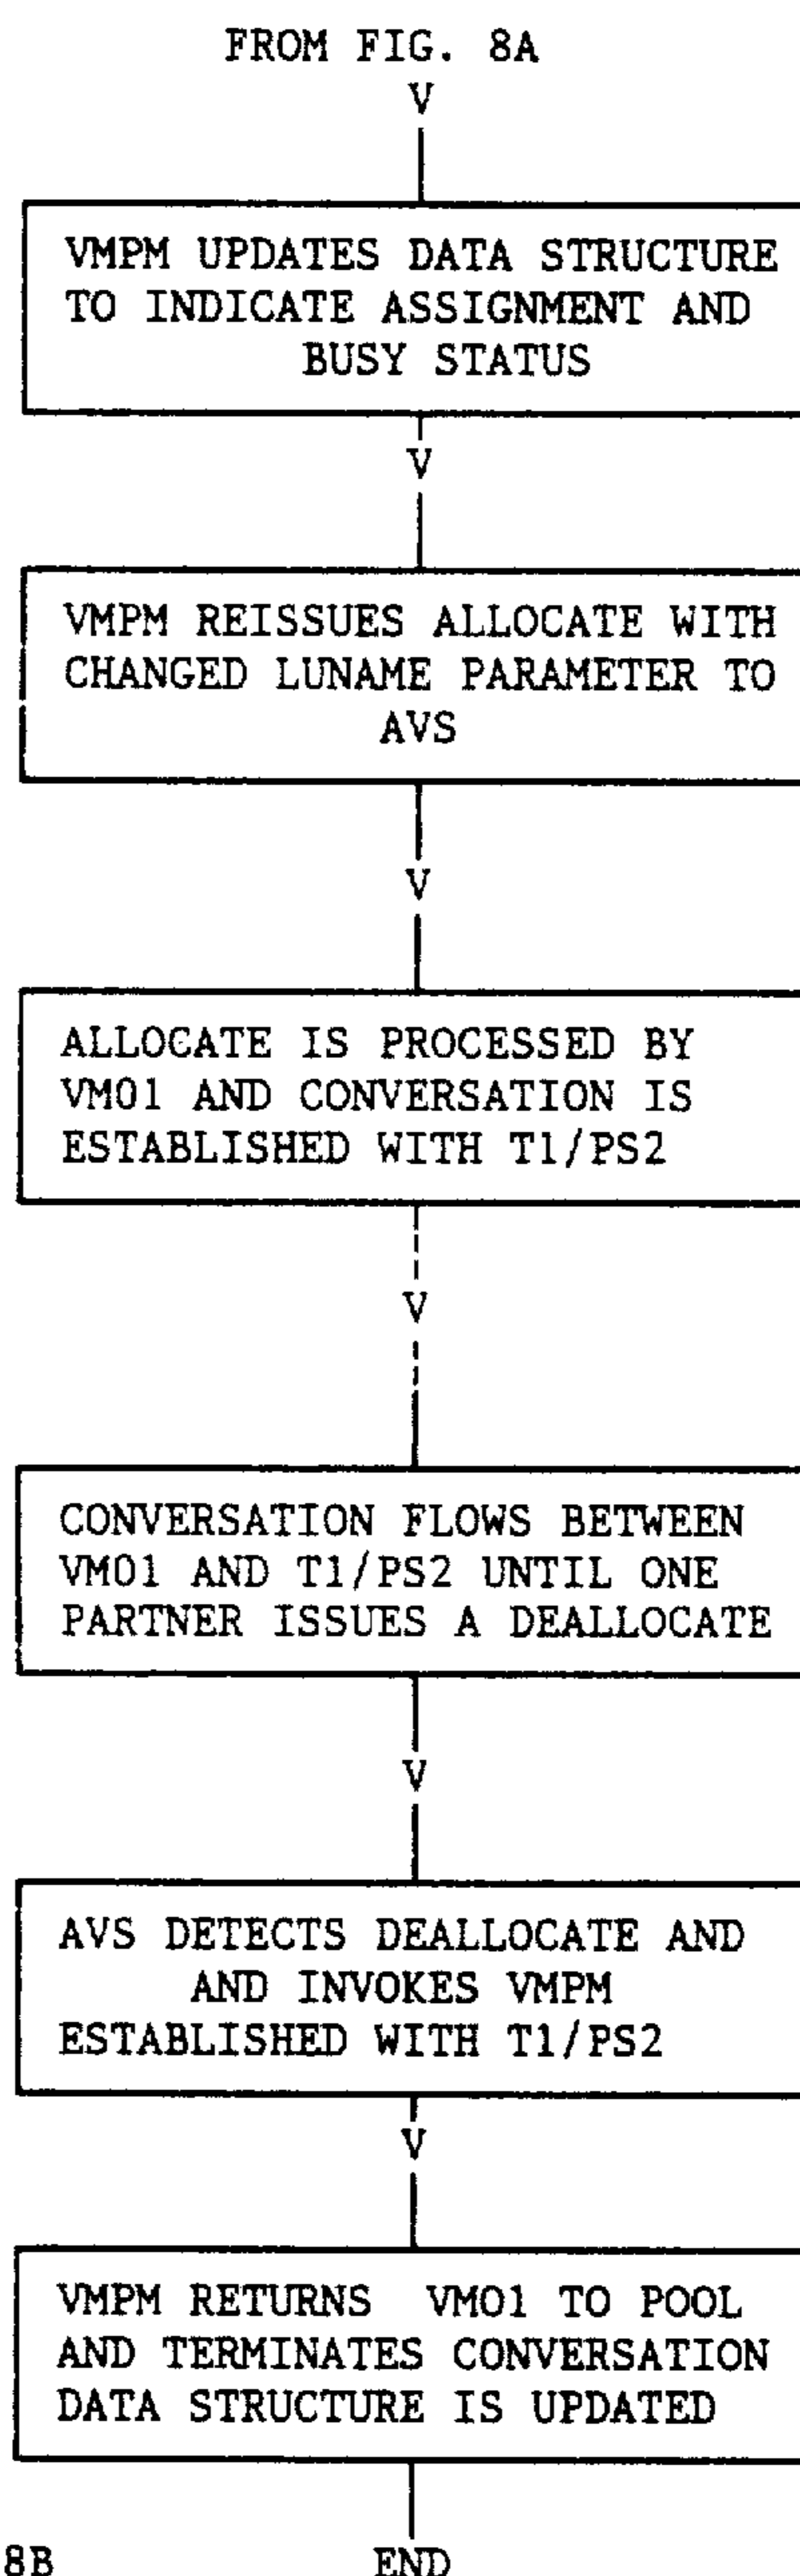 FROM FIG. 8A
V
VMPM UPDATES DATA STRUCTURE
TO INDICATE ASSIGNMENT AND
BUSY STATUS
V
VMPM REISSUES ALLOCATE WITH
CHANGED LUNAME PARAMETER TO
AVS
V
ALLOCATE IS PROCESSED BY
VM01 AND CONVERSATION IS
ESTABLISHED WITH T1/PS2
V
CONVERSATION FLOWS BETWEEN
VM01 AND T1/PS2 UNTIL ONE
PARTNER ISSUES A DEALLOCATE
V
AVS DETECTS DEALLOCATE AND
AND INVOKES VMPM
ESTABLISHED WITH T1/PS2
V
VMPM RETURNS VM01 TO POOL
AND TERMINATES CONVERSATION
DATA STRUCTURE IS UPDATED
8B END